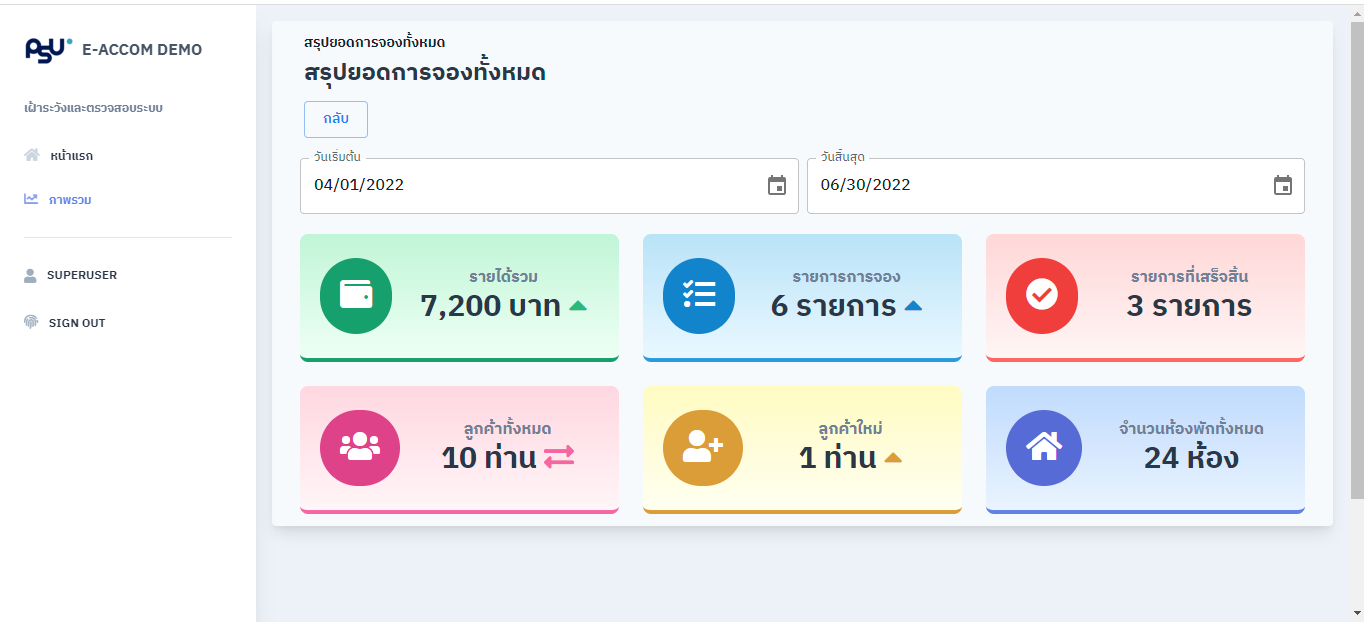 PSU E-ACCOM DEMO
เฝ้าระวังและตรวจสอบระบบ
หน้าแรก
ภาพรวม
SUPERUSER
SIGN OUT
สรุปยอดการจองทั้งหมด
สรุปยอดการจองทั้งหมด
กลับ
วันเริ่มต้น
04/01/2022
วันสิ้นสุด
06/30/2022
รายได้รวม
7,200 บาท
รายการการจอง
6 รายการ
รายการที่เสร็จสิ้น
3 รายการ
ลูกค้าทั้งหมด
10 ท่าน
ลูกค้าใหม่
1 ท่าน
จำนวนห้องพักทั้งหมด
24 ห้อง